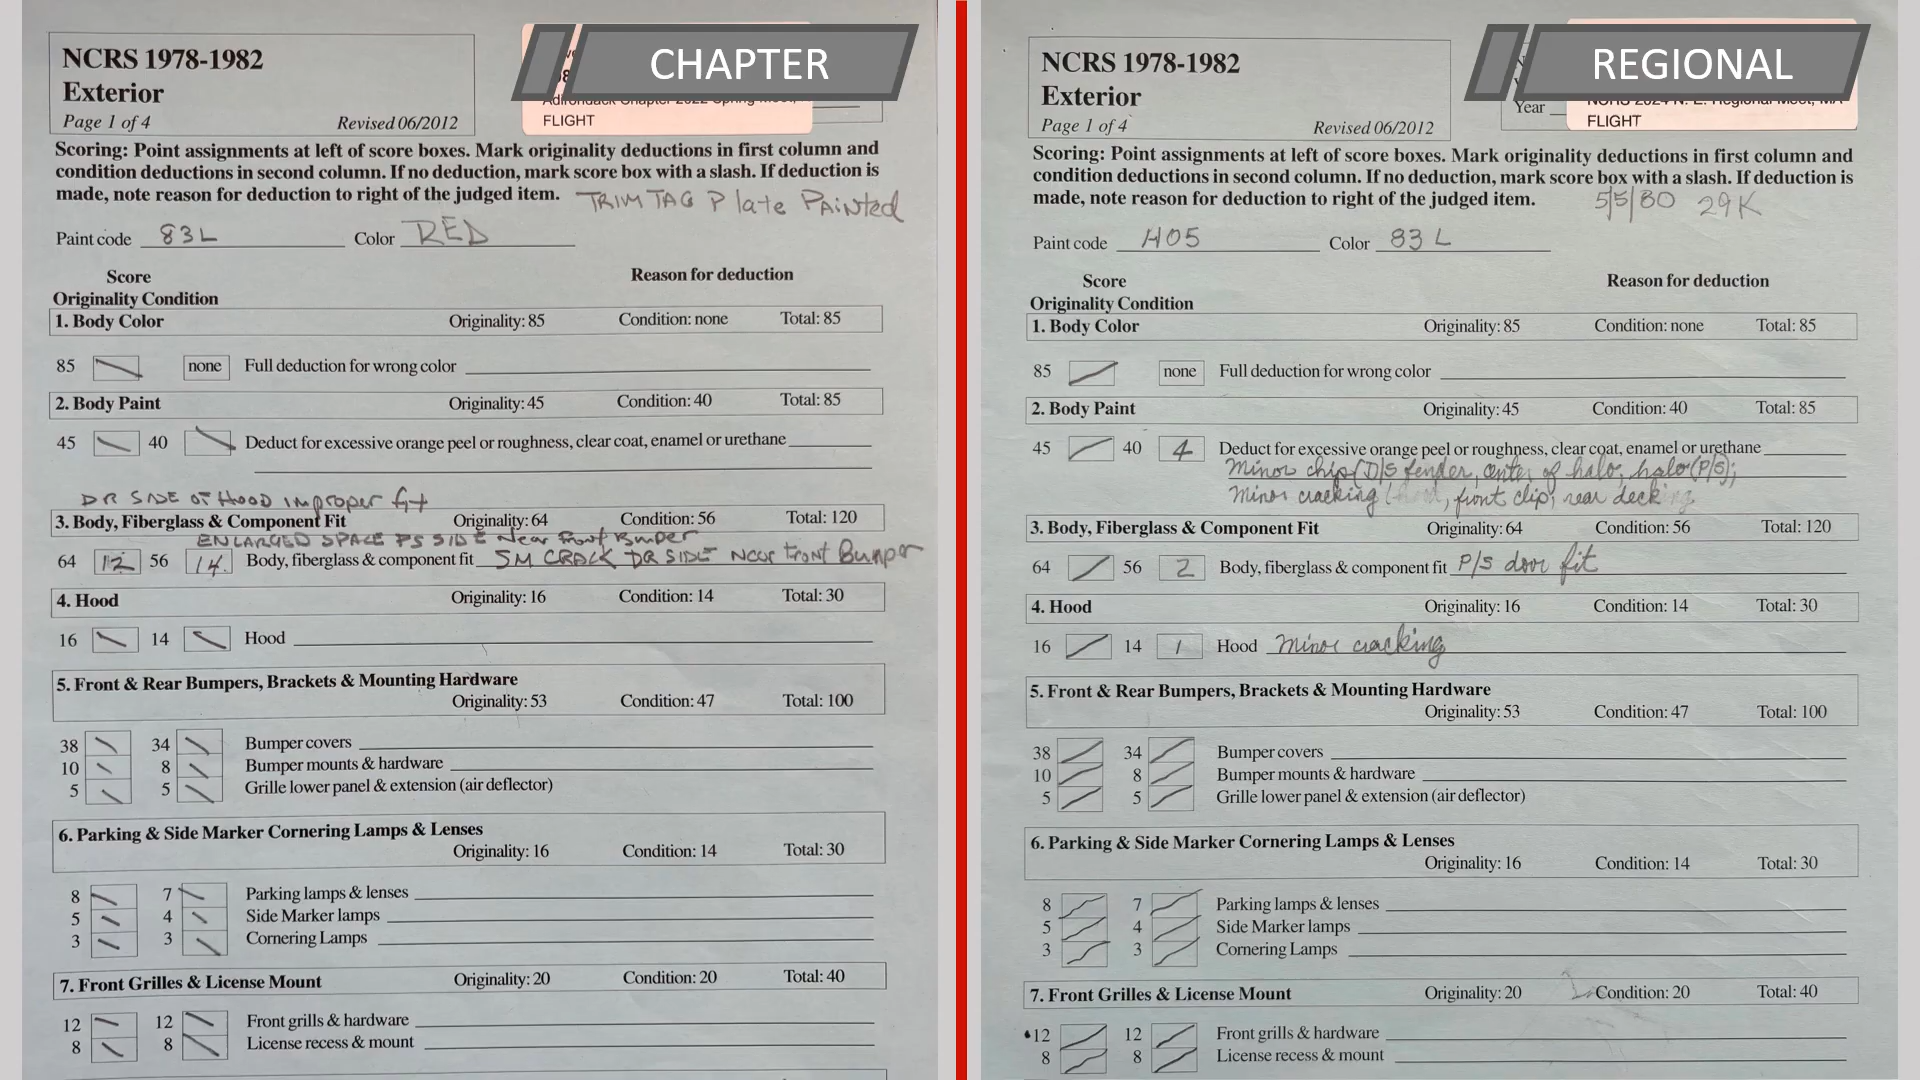 CHAPTER
NCRS 1978-1982
Exterior
Page 1 of 4 Revised 06/2012
Adirondack Chapter 2022 Spring Meet,
FLIGHT
Scoring: Point assignments at left of score boxes. Mark originality deductions in first column and
condition deductions in second column. If no deduction, mark score box with a slash. If deduction is
made, note reason for deduction to right of the judged item. TRIM TAG Plate PAINTED
Paint code 83L Color RED
Score Reason for deduction
Originality Condition
1. Body Color Originality: 85 Condition: none Total: 85
85 none Full deduction for wrong color
2. Body Paint Originality: 45 Condition: 40 Total: 85
45 40 Deduct for excessive orange peel or roughness, clear coat, enamel or urethane
DR SIDE OF HOOD IMPROPER fit
3. Body, Fiberglass & Component Fit Originality: 64 Condition: 56 Total: 120
ENLARGED SPACE PS SIDE Near Front Bumper
64 12 56 14 Body, fiberglass & component fit SM CRACK DR SIDE Near Front Bumper
4. Hood Originality: 16 Condition: 14 Total: 30
16 14 Hood
5. Front & Rear Bumpers, Brackets & Mounting Hardware
Originality: 53 Condition: 47 Total: 100
38 34 Bumper covers
10 8 Bumper mounts & hardware
5 5 Grille lower panel & extension (air deflector)
6. Parking & Side Marker Cornering Lamps & Lenses
Originality: 16 Condition: 14 Total: 30
8 7 Parking lamps & lenses
5 4 Side Marker lamps
3 3 Cornering Lamps
7. Front Grilles & License Mount Originality: 20 Condition: 20 Total: 40
12 12 Front grills & hardware
8 8 License recess & mount
REGIONAL
NCRS 1978-1982
Exterior
Page 1 of 4 Revised 06/2012
Year NCRS 2024 N. E. Regional Meet, MA
FLIGHT
Scoring: Point assignments at left of score boxes. Mark originality deductions in first column and
condition deductions in second column. If no deduction, mark score box with a slash. If deduction is
made, note reason for deduction to right of the judged item. 5/5/80 29K
Paint code H05 Color 83 L
Score Reason for deduction
Originality Condition
1. Body Color Originality: 85 Condition: none Total: 85
85 none Full deduction for wrong color
2. Body Paint Originality: 45 Condition: 40 Total: 85
45 40 4 Deduct for excessive orange peel or roughness, clear coat, enamel or urethane
Minor chip (D/S fender, center of halo, halo (P/S);
Minor cracking front clip, rear decking
3. Body, Fiberglass & Component Fit Originality: 64 Condition: 56 Total: 120
64 56 2 Body, fiberglass & component fit P/S door fit
4. Hood Originality: 16 Condition: 14 Total: 30
16 14 1 Hood Minor cracking
5. Front & Rear Bumpers, Brackets & Mounting Hardware
Originality: 53 Condition: 47 Total: 100
38 34 Bumper covers
10 8 Bumper mounts & hardware
5 5 Grille lower panel & extension (air deflector)
6. Parking & Side Marker Cornering Lamps & Lenses
Originality: 16 Condition: 14 Total: 30
8 7 Parking lamps & lenses
5 4 Side Marker lamps
3 3 Cornering Lamps
7. Front Grilles & License Mount Originality: 20 Condition: 20 Total: 40
12 12 Front grills & hardware
8 8 License recess & mount